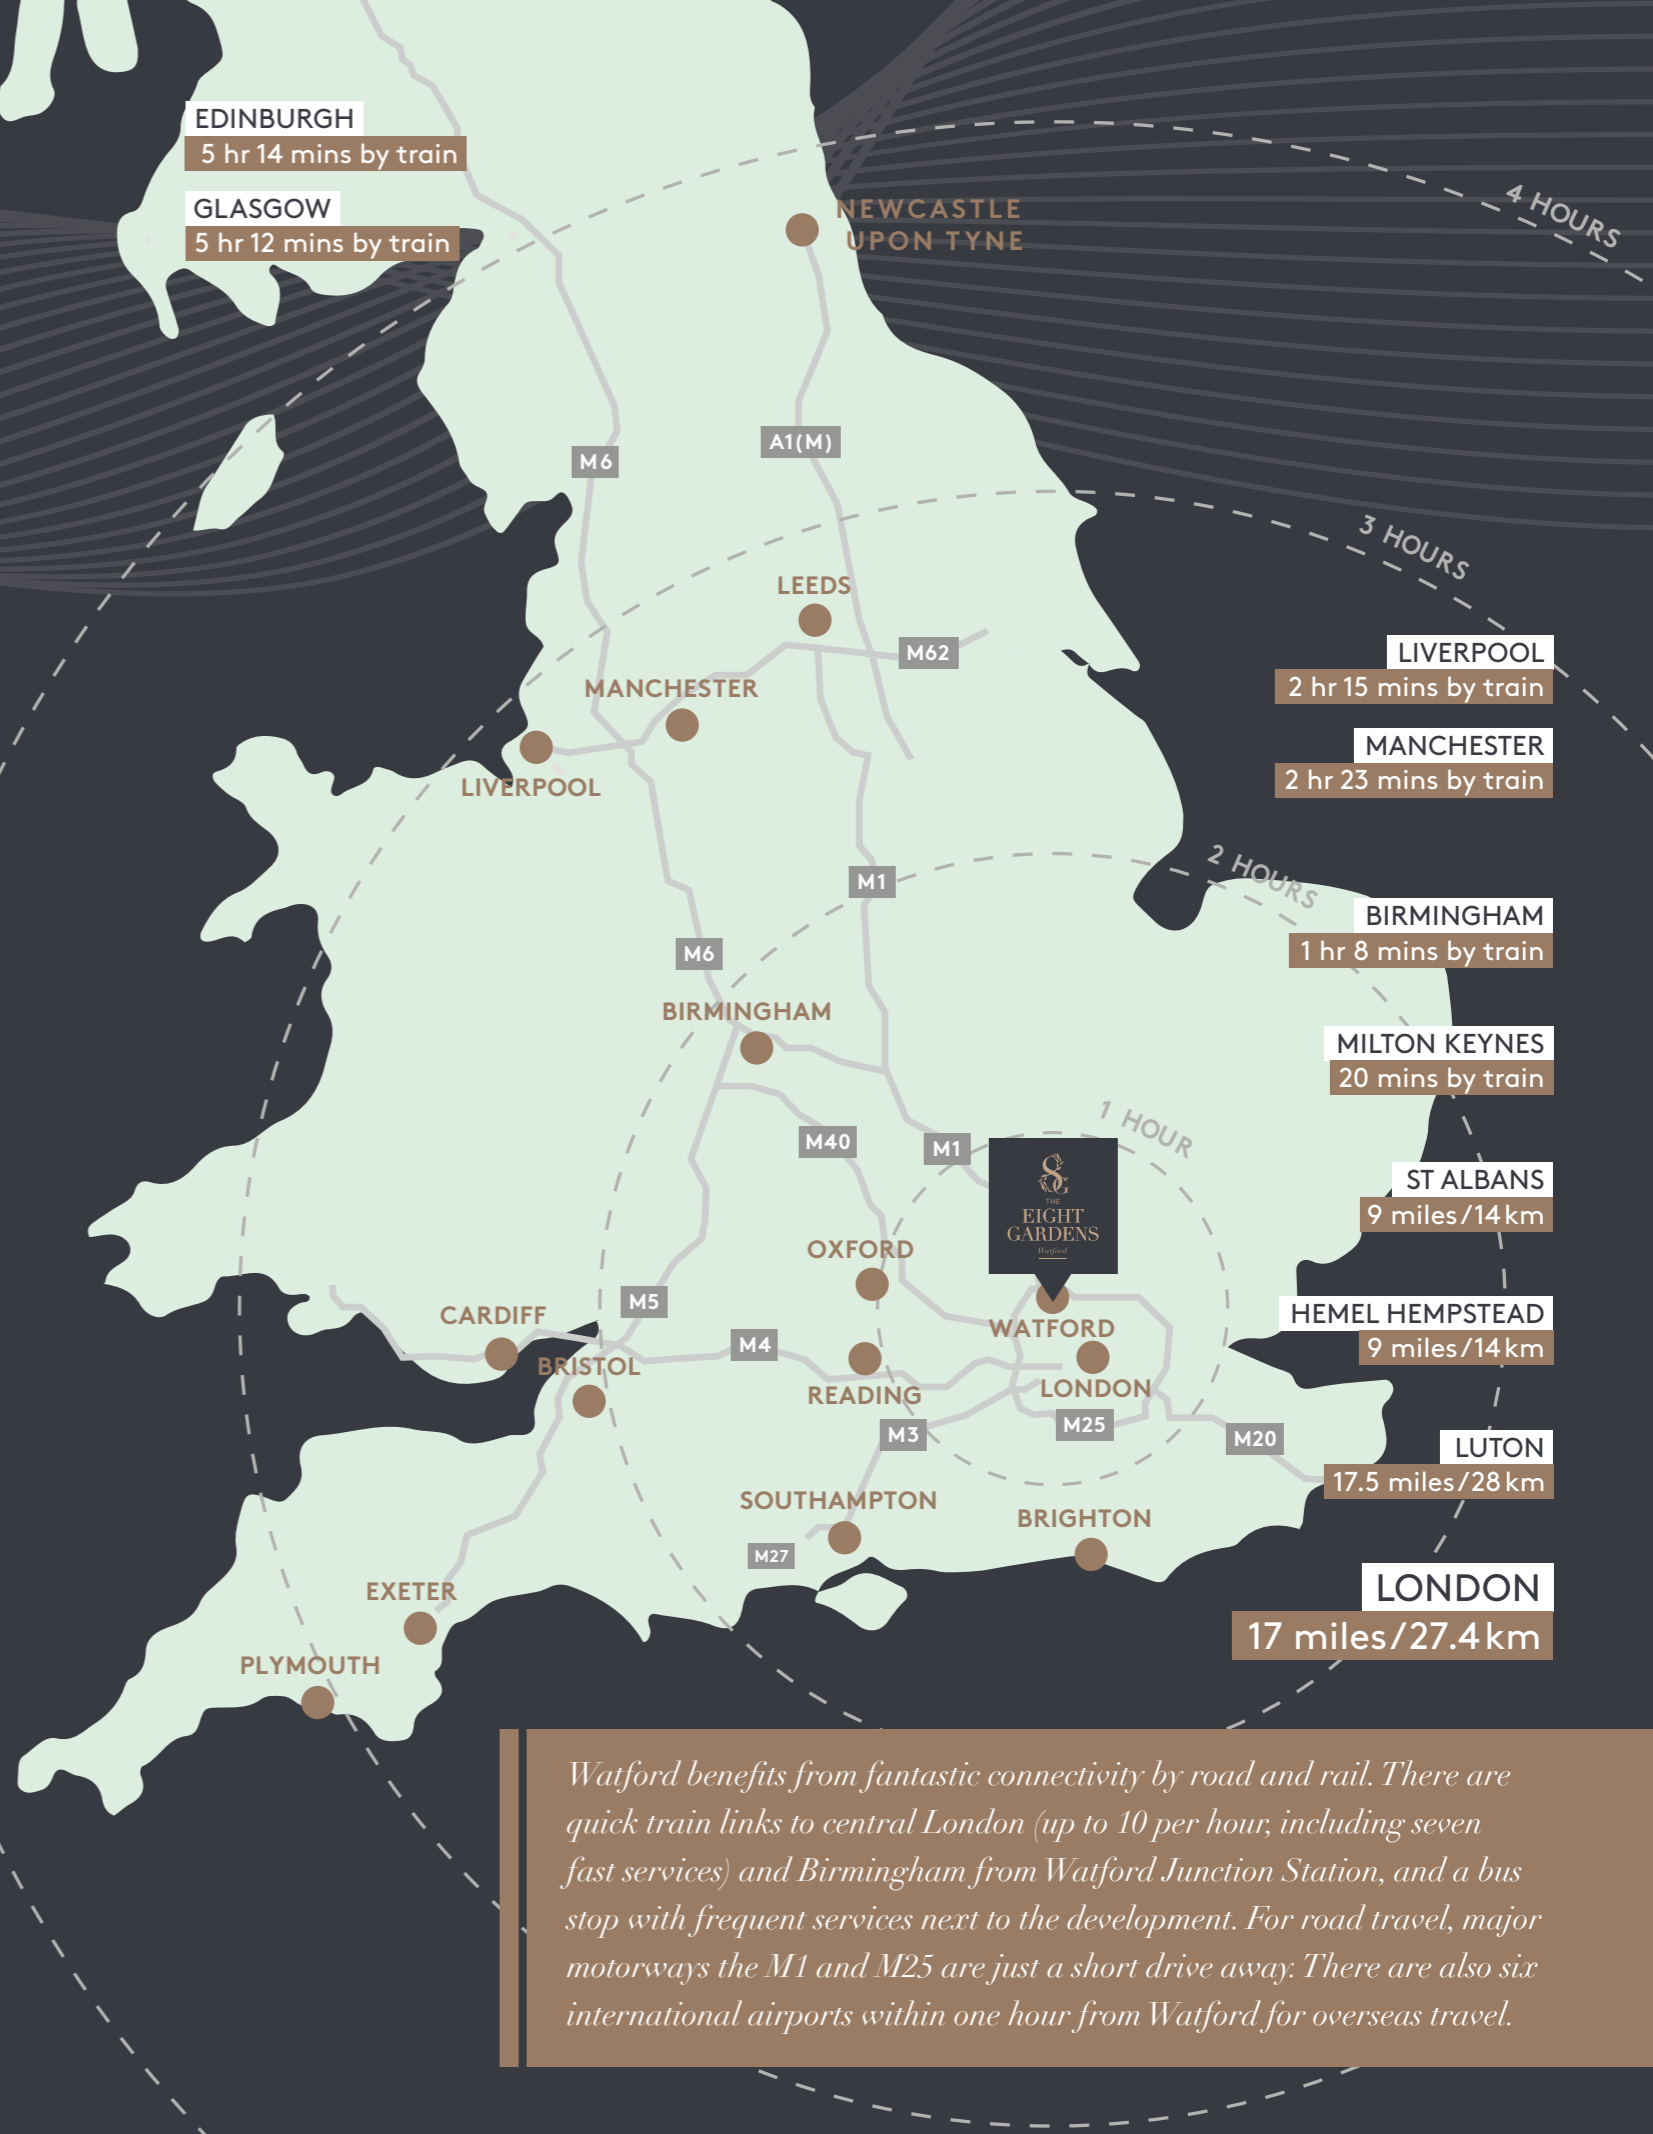 EDINBURGH
5 hr 14 mins by train
GLASGOW
5 hr 12 mins by train
NEWCASTLE
UPON TYNE
4 HOURS
M6
A1(M)
3 HOURS
LEEDS
M62
MANCHESTER
LIVERPOOL
LIVERPOOL
2 hr 15 mins by train
MANCHESTER
2 hr 23 mins by train
2 HOURS
M1
BIRMINGHAM
1 hr 8 mins by train
M6
BIRMINGHAM
MILTON KEYNES
20 mins by train
1 HOUR
M40
M1
8G
THE
EIGHT
GARDENS
Watford
ST ALBANS
9 miles/14km
OXFORD
M5
CARDIFF
BRISTOL
M4
WATFORD
HEMEL HEMPSTEAD
9 miles/14km
READING
LONDON
M3
M25
M20
LUTON
17.5 miles/28km
SOUTHAMPTON
M27
BRIGHTON
EXETER
PLYMOUTH
LONDON
17 miles/27.4km
Watford benefits from fantastic connectivity by road and rail. There are
quick train links to central London (up to 10 per hour, including seven
fast services) and Birmingham from Watford Junction Station, and a bus
stop with frequent services next to the development. For road travel, major
motorways the M1 and M25 are just a short drive away. There are also six
international airports within one hour from Watford for overseas travel.